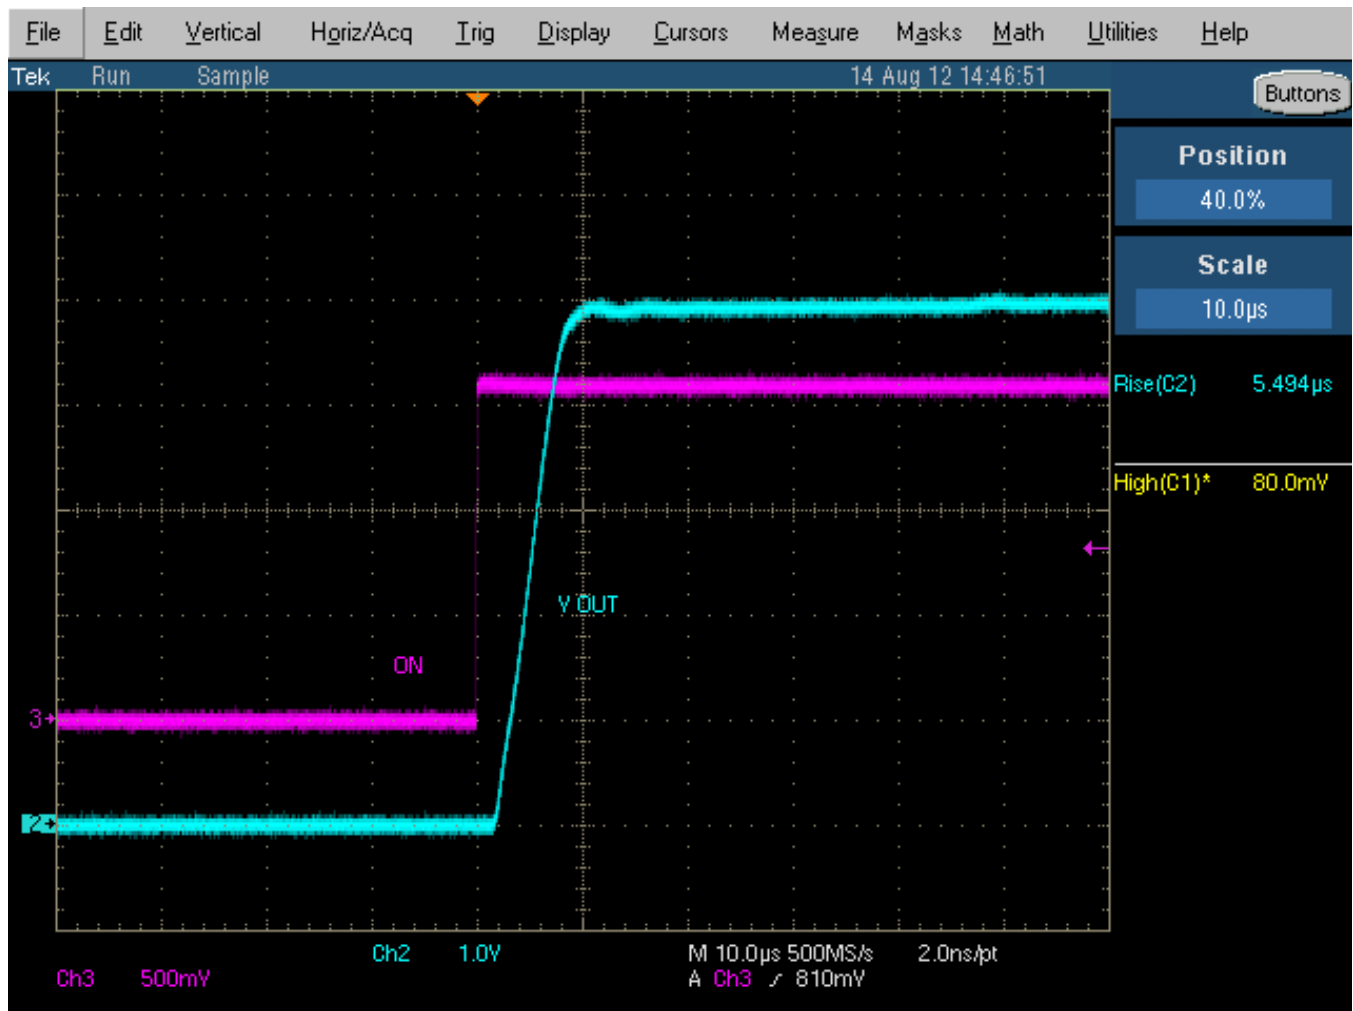 File Edit Vertical Horiz/Acq Trig Display Cursors Measure Masks Math Utilities Help
Tek Run Sample 14 Aug 12 14:46:51
Buttons
Position
40.0%
Scale
10.0µs
Rise(C2) 5.494µs
High(C1)* 80.0mV
V OUT
ON
3
2
Ch2 1.0V M 10.0µs 500MS/s 2.0ns/pt
Ch3 500mV A Ch3 810mV